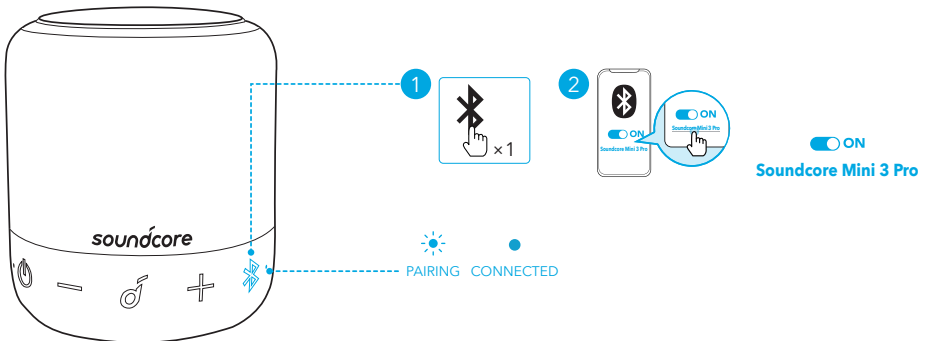 soundcore
1
×1
2
ON
Soundcore Mini 3 Pro
ON
Soundcore Mini 3 Pro
ON
Soundcore Mini 3 Pro
PAIRING CONNECTED